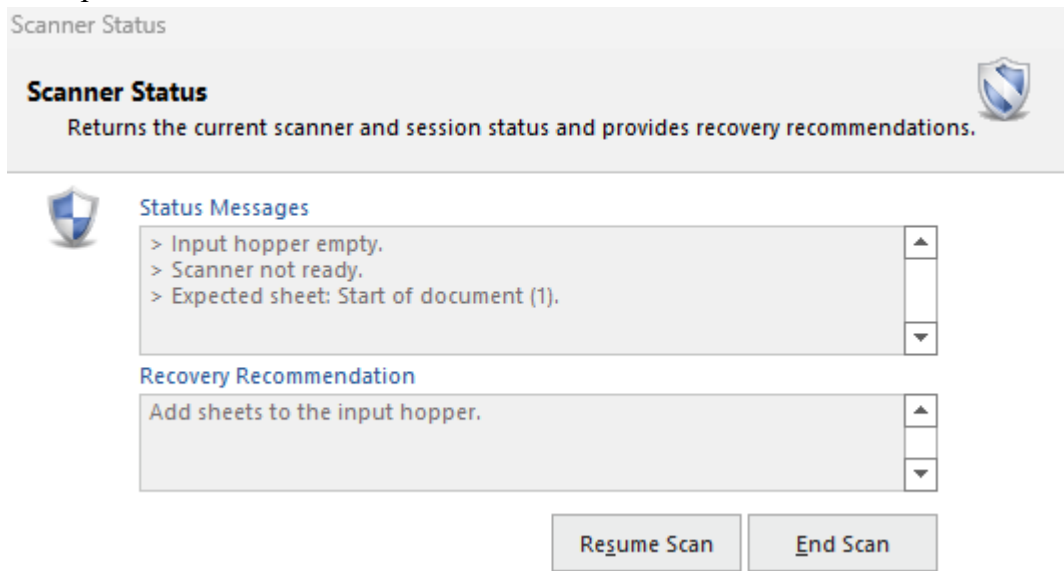 Scanner Status
Scanner Status
Returns the current scanner and session status and provides recovery recommendations.
Status Messages
> Input hopper empty.
> Scanner not ready.
> Expected sheet: Start of document (1).
Recovery Recommendation
Add sheets to the input hopper.
Resume Scan End Scan